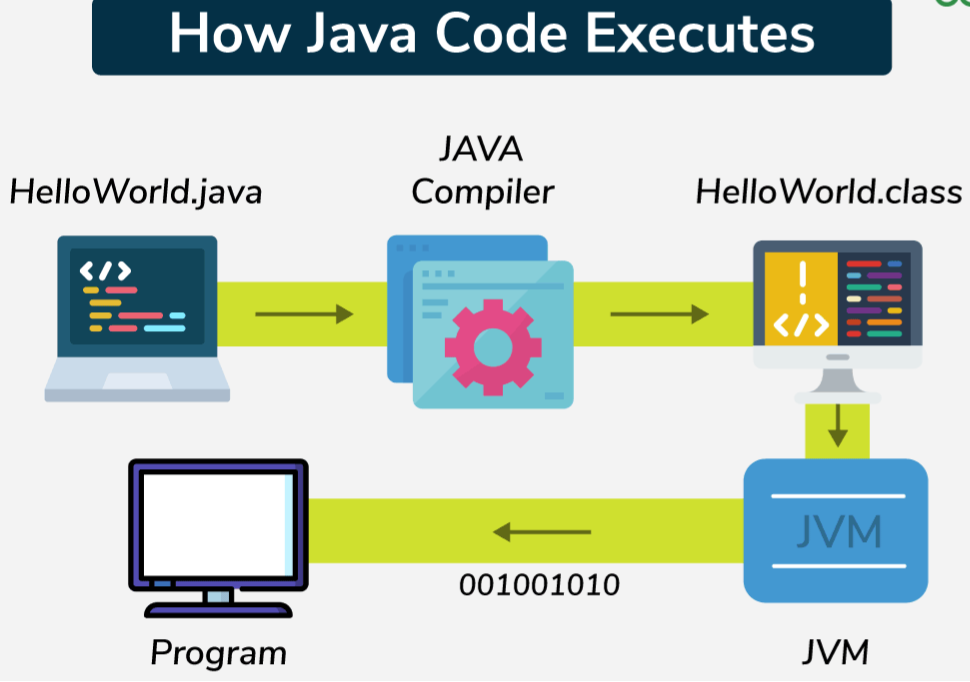 How Java Code Executes
HelloWorld.java
JAVA
Compiler
HelloWorld.class
</>
!
</>
JVM
001001010
Program
JVM